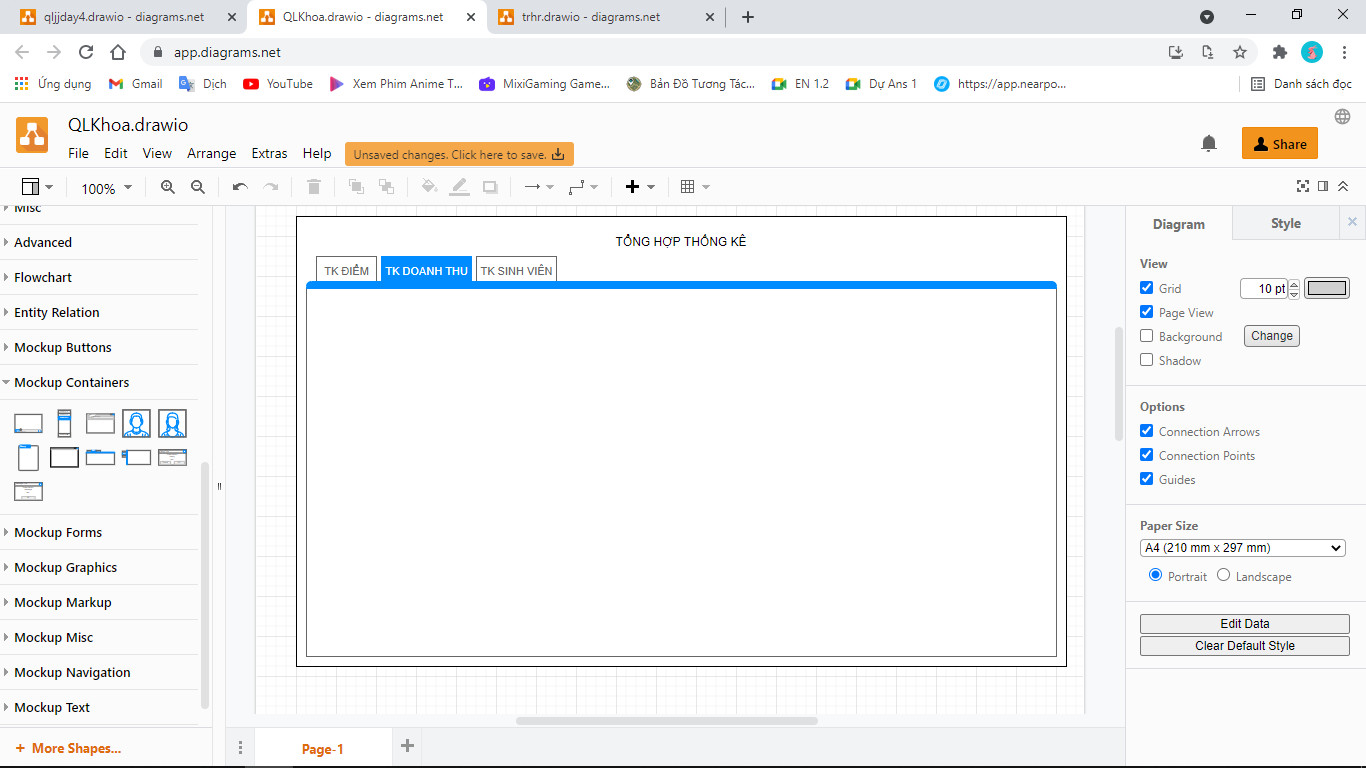 qljjday4.drawio - diagrams.net
QLKhoa.drawio - diagrams.net
trhr.drawio - diagrams.net
app.diagrams.net
Ứng dụng
Gmail
Dịch
YouTube
Xem Phim Anime T...
MixiGaming Game...
Bản Đồ Tương Tác...
EN 1.2
Dự Án 1
https://app.nearpo...
Danh sách đọc
QLKhoa.drawio
File Edit View Arrange Extras Help
Unsaved changes. Click here to save.
Share
100%
Misc
Advanced
Flowchart
Entity Relation
Mockup Buttons
Mockup Containers
Mockup Forms
Mockup Graphics
Mockup Markup
Mockup Misc
Mockup Navigation
Mockup Text
+ More Shapes...
TỔNG HỢP THỐNG KÊ
TK ĐIỂM
TK DOANH THU
TK SINH VIÊN
Page-1
Diagram
Style
View
Grid
10 pt
Page View
Background
Change
Shadow
Options
Connection Arrows
Connection Points
Guides
Paper Size
A4 (210 mm x 297 mm)
Portrait
Landscape
Edit Data
Clear Default Style